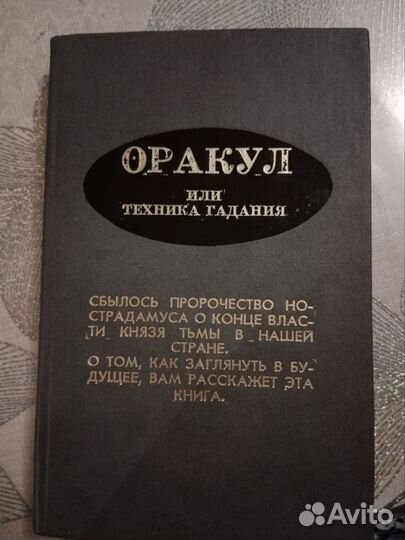 ОРАКУЛ
ИЛИ
ТЕХНИКА ГАДАНИЯ
СБЫЛОСЬ ПРОРОЧЕСТВО НО-
СТРАДАМУСА О КОНЦЕ ВЛАС-
ТИ КНЯЗЯ ТЬМЫ В НАШЕЙ
СТРАНЕ.
О ТОМ, КАК ЗАГЛЯНУТЬ В БУ-
ДУЩЕЕ, ВАМ РАССКАЖЕТ ЭТА
КНИГА.
Avito